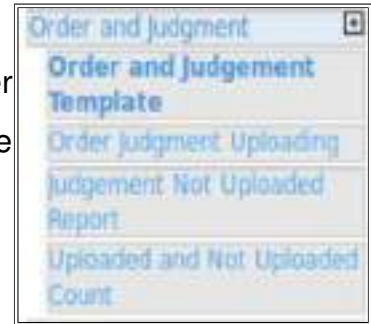 Order and Judgment
er
Order and Judgement
Template
e
Order Judgment Uploading
Judgement Not Uploaded
Report
Uploaded and Not Uploaded
Count